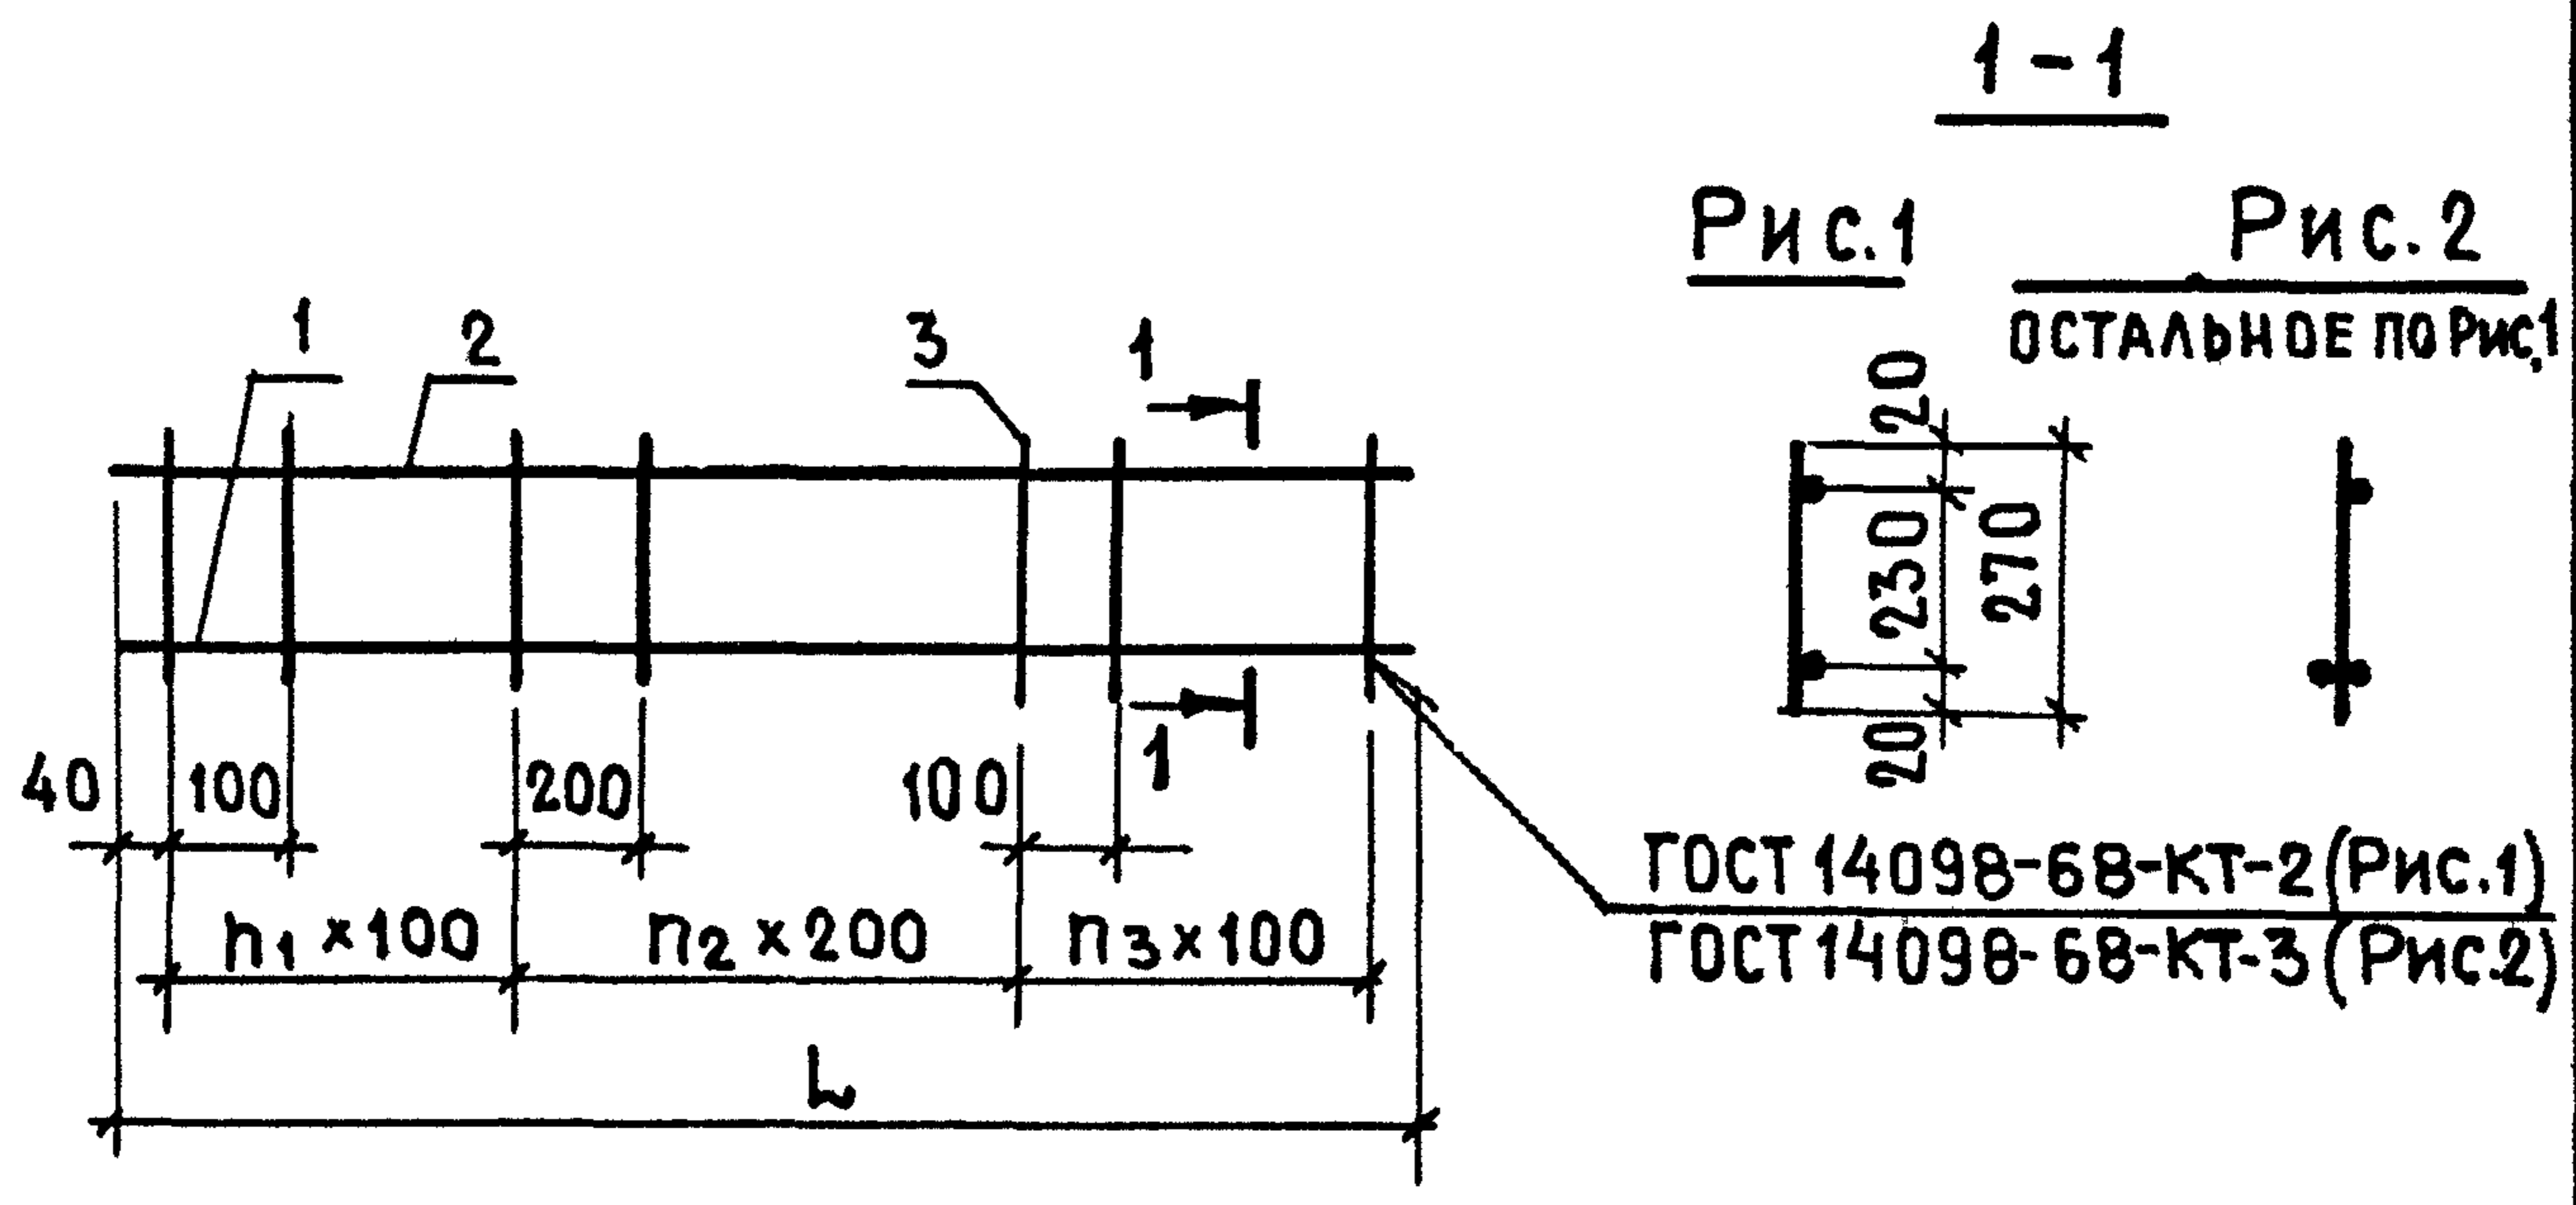 1-1
Рис.1
Рис.2
ОСТАЛЬНОЕ ПО Рис.1
1
2
3
1
1
20
230
270
20
40
100
200
100
n1 ×100
n2 ×200
n3×100
L
ГОСТ 14098-68-КТ-2(Рис.1)
ГОСТ 14098-68-КТ-3(Рис.2)